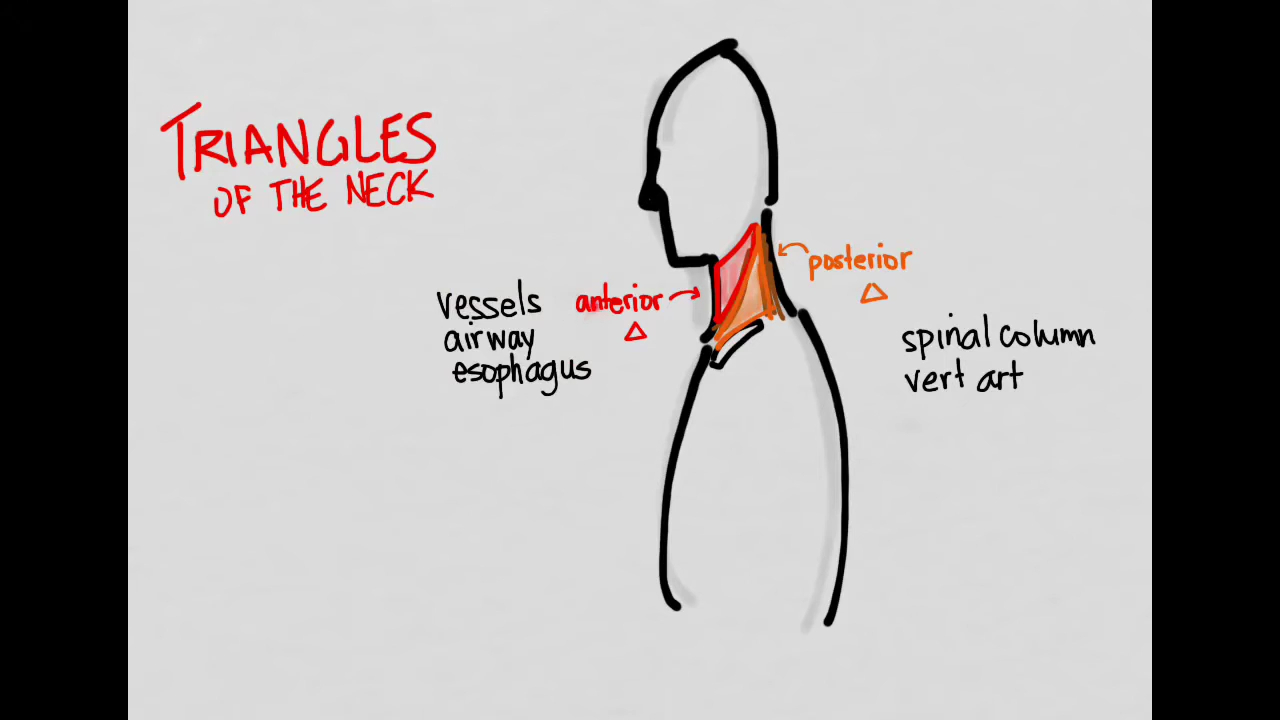 TRIANGLES
OF THE NECK
vessels
airway
esophagus
anterior
posterior
spinal column
vert art